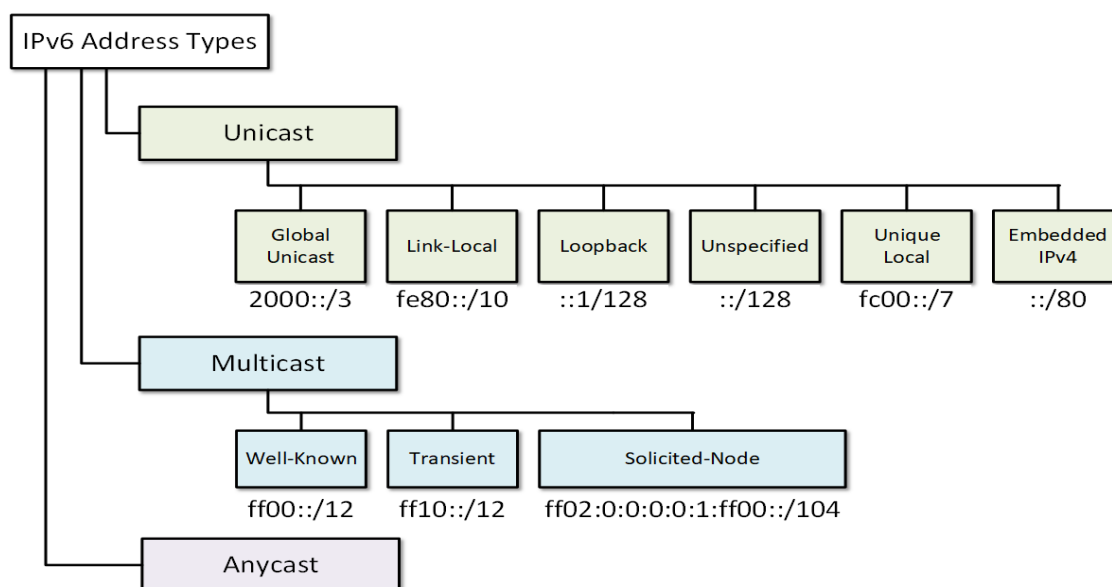 IPv6 Address Types
Unicast
Global
Unicast
2000::/3
Link-Local
fe80::/10
Loopback
::1/128
Unspecified
::/128
Unique
Local
fc00::/7
Embedded
IPv4
::/80
Multicast
Well-Known
ff00::/12
Transient
ff10::/12
Solicited-Node
ff02:0:0:0:0:1:ff00::/104
Anycast